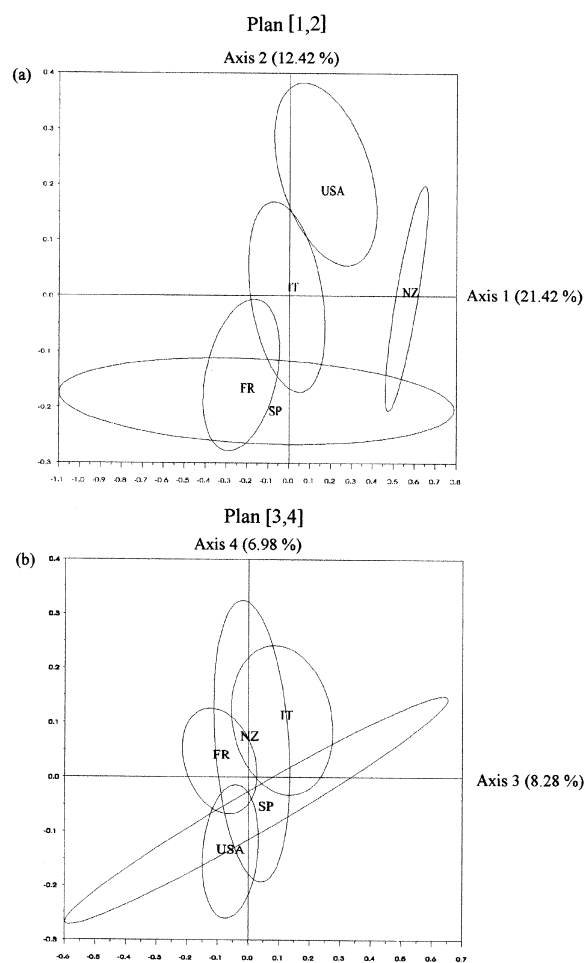 Plan [1,2]
Axis 2 (12.42 %)
(a)
0.4
0.3
0.2
0.1
0.0
-0.1
-0.2
-0.3
USA
IT
NZ
FR
SP
Axis 1 (21.42 %)
-1.1 -1.0 -0.9 -0.8 -0.7 -0.6 -0.5 -0.4 -0.3 -0.2 -0.1 0.0 0.1 0.2 0.3 0.4 0.5 0.6 0.7 0.8
Plan [3,4]
Axis 4 (6.98 %)
(b)
0.4
0.3
0.2
0.1
0.0
-0.1
-0.2
-0.3
IT
NZ
FR
SP
USA
Axis 3 (8.28 %)
-0.6 -0.5 -0.4 -0.3 -0.2 -0.1 0.0 0.1 0.2 0.3 0.4 0.5 0.6 0.7